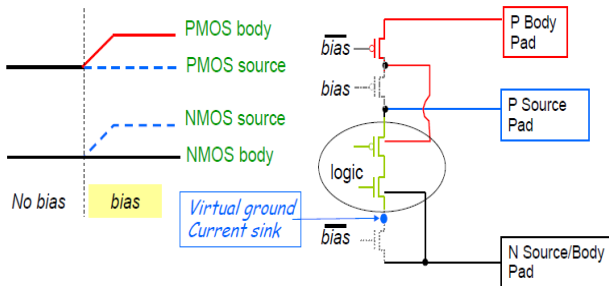 PMOS body
PMOS source
NMOS source
NMOS body
No bias
bias
bias
bias
logic
Virtual ground
Current sink
bias
P Body
Pad
P Source
Pad
N Source/Body
Pad